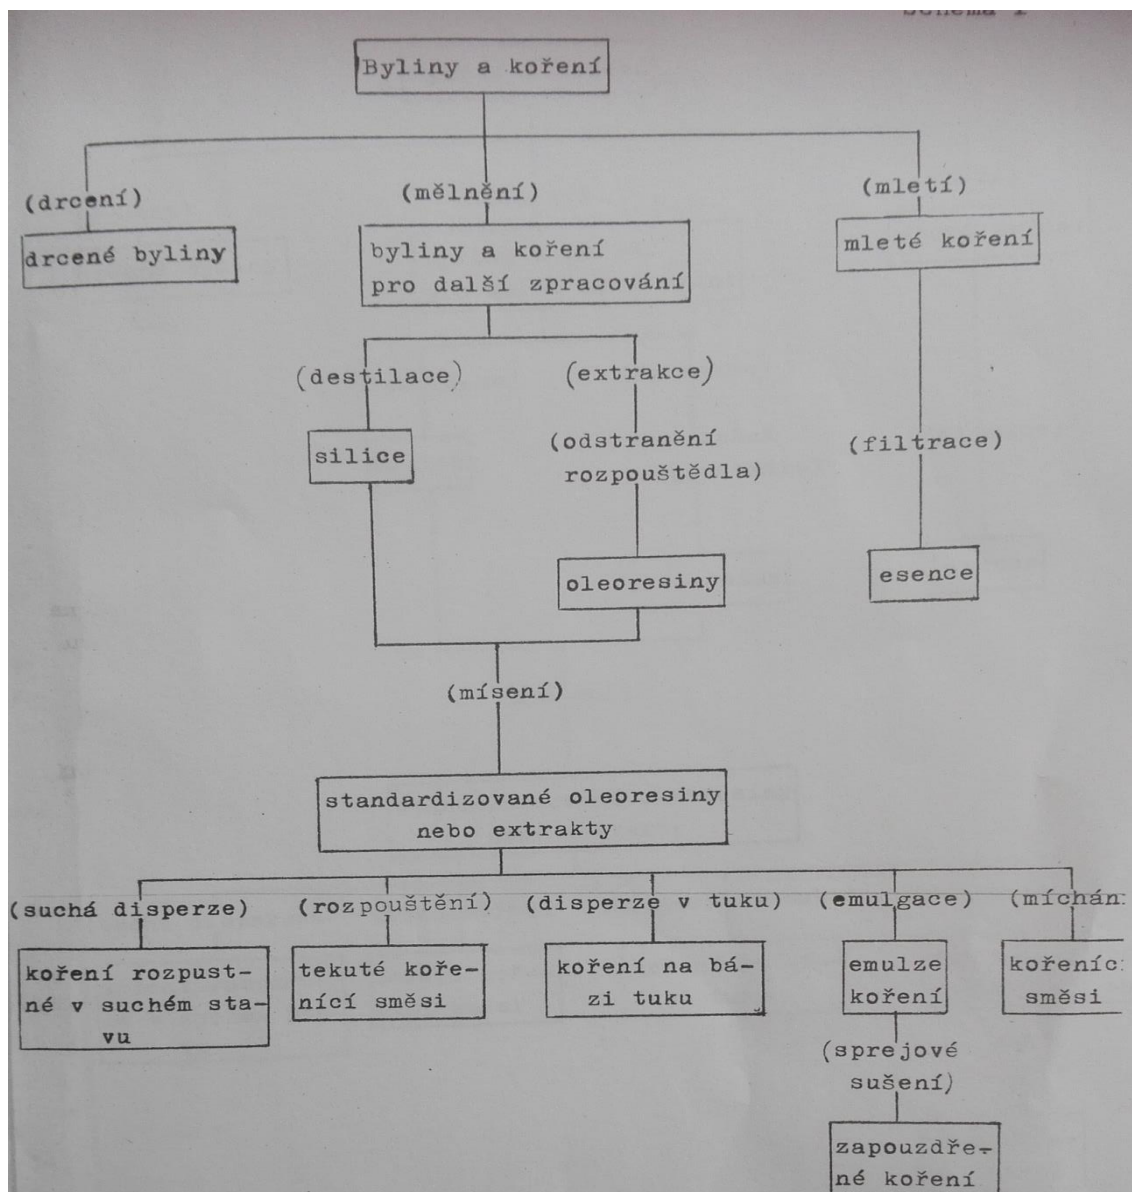 Byliny a koření
(drcení)
(mělnění)
(mletí)
drcené byliny
byliny a koření
pro další zpracování
mleté koření
(destilace)
(extrakce)
silice
(odstranění
rozpouštědla)
(filtrace)
oleoresiny
esence
(mísení)
standardizované oleoresiny
nebo extrakty
(suchá disperze)
(rozpouštění)
(disperze v tuku)
(emulgace)
koření rozpust-
né v suchém sta-
vu
tekuté koře-
nící směsi
koření na bá-
zi tuku
emulze
koření
směsi
(sprejové
sušení)
zapouzdře-
né koření